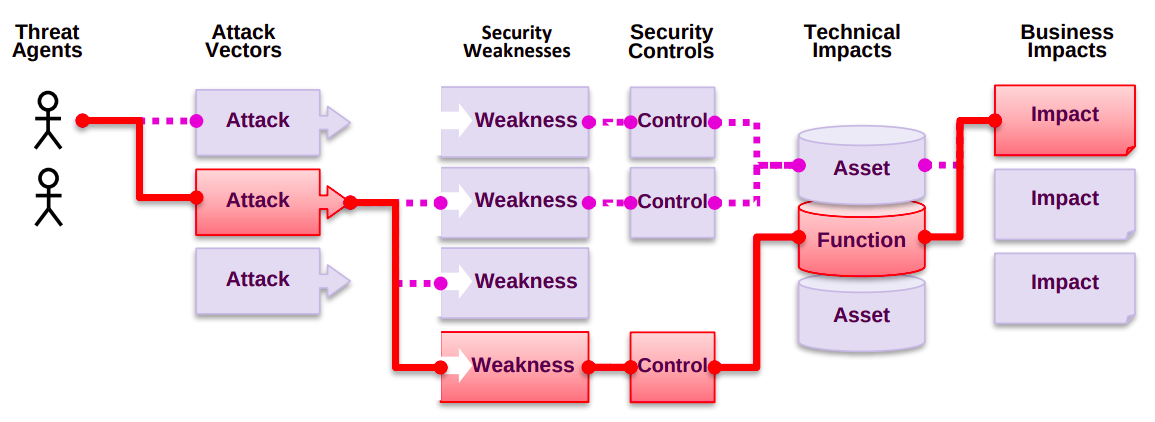 Threat
Agents
Attack
Vectors
Security
Weaknesses
Security
Controls
Technical
Impacts
Business
Impacts
Attack
Weakness
Control
Asset
Impact
Attack
Weakness
Control
Function
Impact
Attack
Weakness
Asset
Impact
Weakness
Control